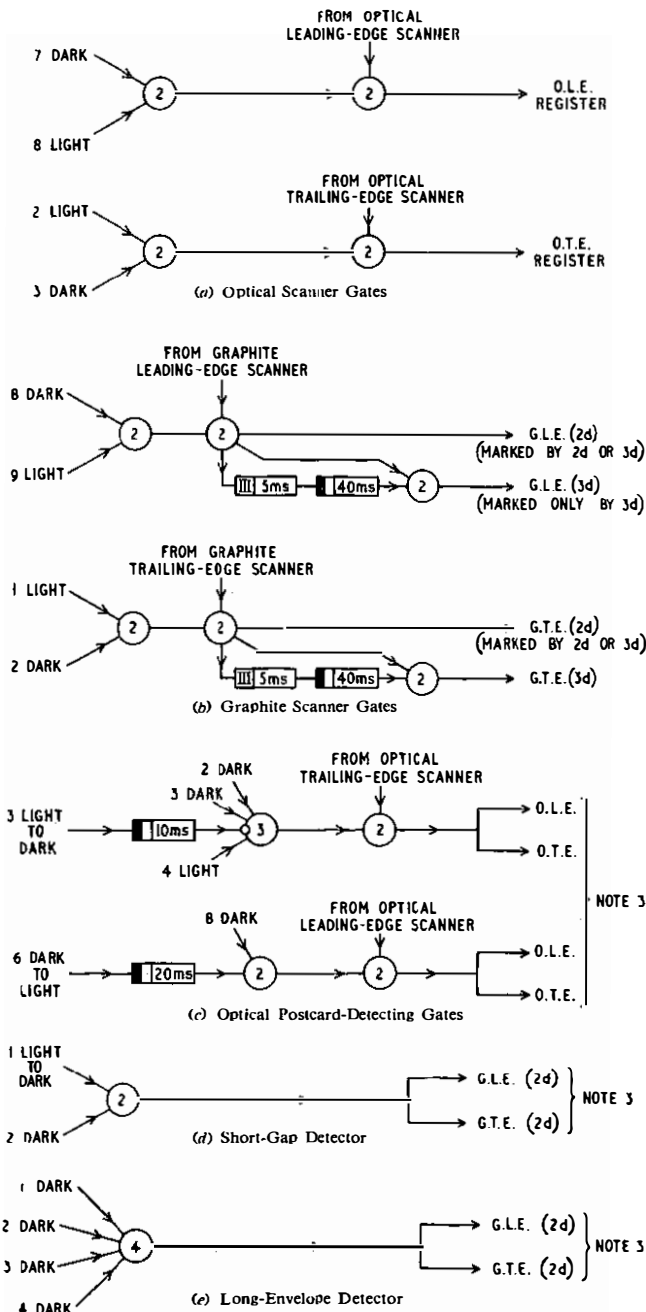 FROM OPTICAL
LEADING-EDGE SCANNER
7 DARK
2
2
O.L.E.
REGISTER
8 LIGHT
FROM OPTICAL
TRAILING-EDGE SCANNER
2 LIGHT
2
2
O.T.E.
REGISTER
3 DARK
(a) Optical Scanner Gates
FROM GRAPHITE
LEADING-EDGE SCANNER
8 DARK
2
2
G.L.E. (2d)
(MARKED BY 2d OR 3d)
9 LIGHT
5ms
40ms
2
G.L.E. (3d)
(MARKED ONLY BY 3d)
FROM GRAPHITE
TRAILING-EDGE SCANNER
1 LIGHT
2
2
G.T.E. (2d)
(MARKED BY 2d OR 3d)
2 DARK
5ms
40ms
2
G.T.E. (3d)
(b) Graphite Scanner Gates
2 DARK
3 DARK
FROM OPTICAL
TRAILING-EDGE SCANNER
3 LIGHT
TO
DARK
10ms
3
2
O.L.E.
O.T.E.
4 LIGHT
NOTE 3
8 DARK
FROM OPTICAL
LEADING-EDGE SCANNER
6 DARK
TO
LIGHT
20ms
2
2
O.L.E.
O.T.E.
(c) Optical Postcard-Detecting Gates
1 LIGHT
TO
DARK
2
G.L.E. (2d)
G.T.E. (2d)
NOTE 3
2 DARK
(d) Short-Gap Detector
1 DARK
2 DARK
3 DARK
4 DARK
4
G.L.E. (2d)
G.T.E. (2d)
NOTE 3
(e) Long-Envelope Detector